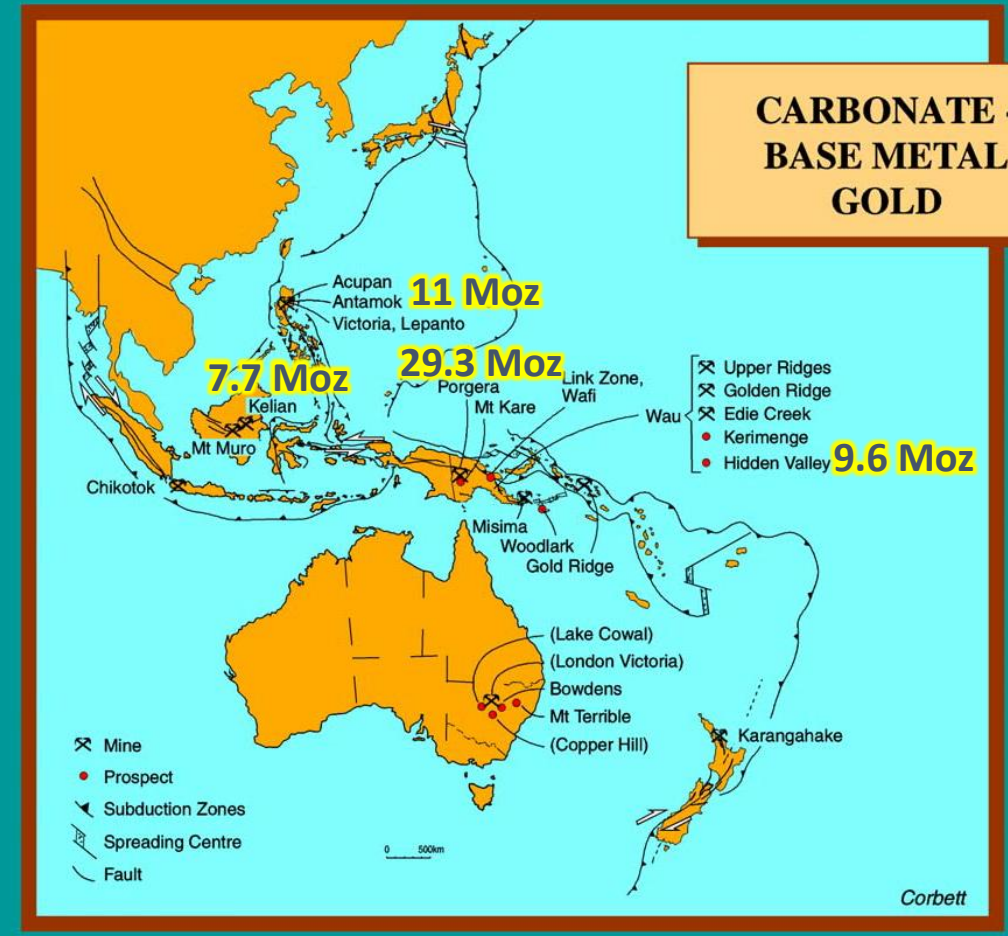 CARBONATE -
BASE METAL
GOLD
Acupan
Antamok
11 Moz
Victoria, Lepanto
7.7 Moz
Kelian
Mt Muro
Chikotok
29.3 Moz
Porgera
Mt Kare
Link Zone,
Wafi
Wau
Upper Ridges
Golden Ridge
Edie Creek
Kerimenge
Hidden Valley
9.6 Moz
Misima
Woodlark
Gold Ridge
(Lake Cowal)
(London Victoria)
Bowdens
Mt Terrible
(Copper Hill)
Karangahake
Mine
Prospect
Subduction Zones
Spreading Centre
Fault
0 500km
Corbett